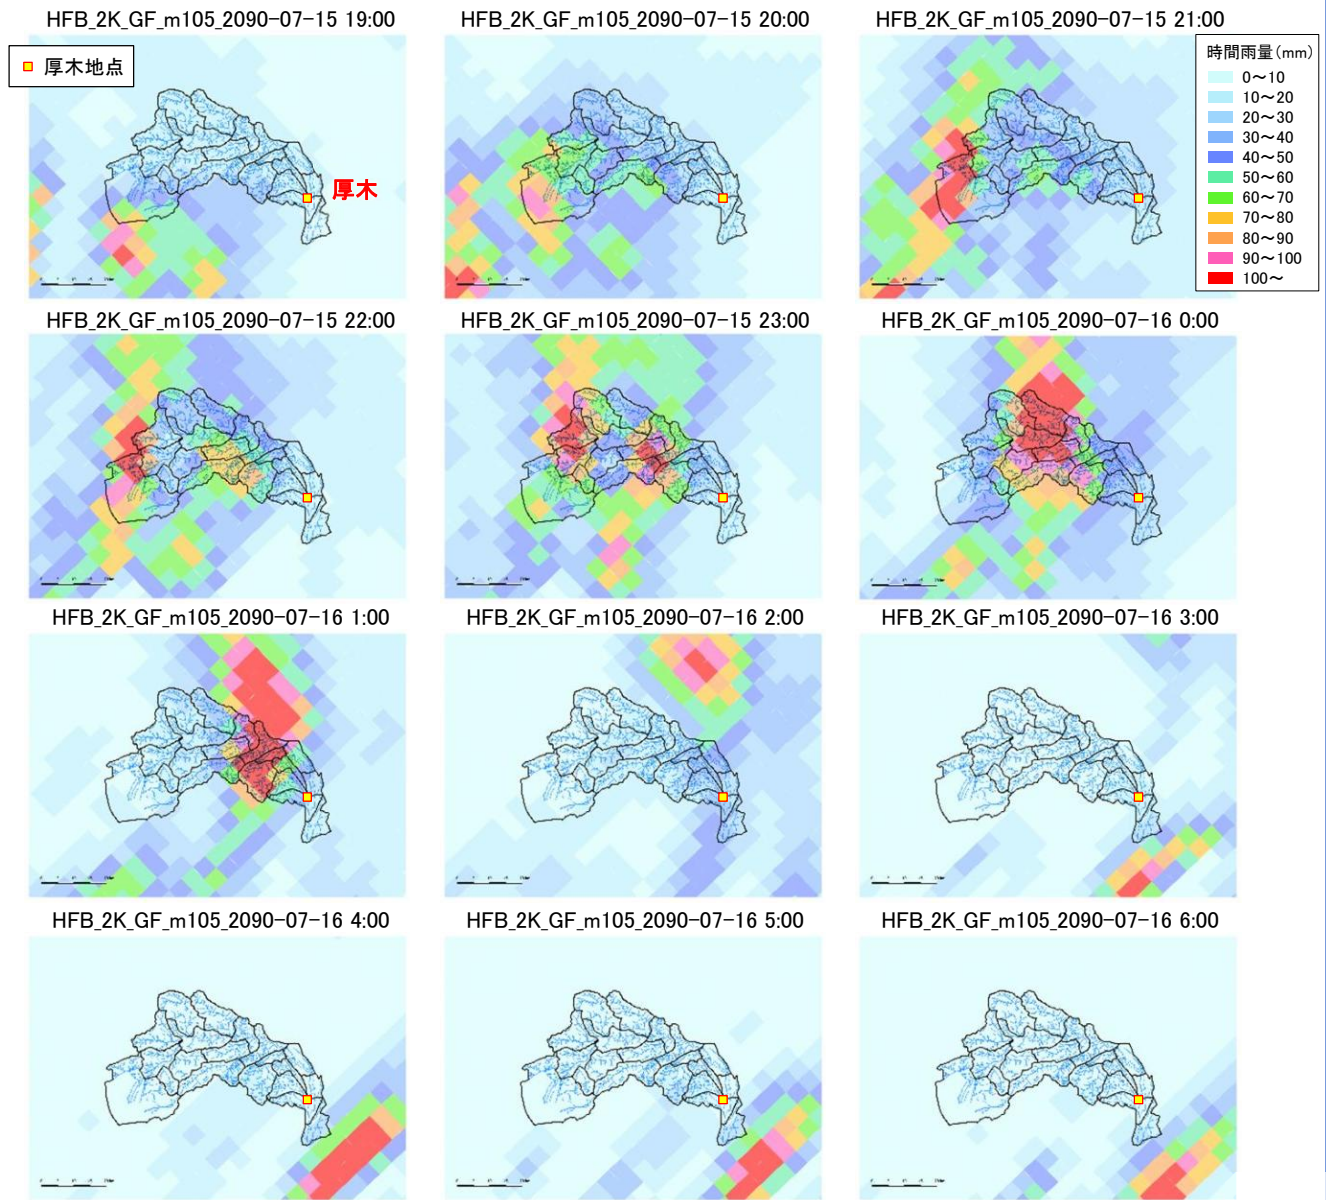 HFB_2K_GF_m105_2090-07-15 19:00
HFB_2K_GF_m105_2090-07-15 20:00
HFB_2K_GF_m105_2090-07-15 21:00
厚木地点
厚木
時間雨量(mm)
0～10
10～20
20～30
30～40
40～50
50～60
60～70
70～80
80～90
90～100
100～
HFB_2K_GF_m105_2090-07-15 22:00
HFB_2K_GF_m105_2090-07-15 23:00
HFB_2K_GF_m105_2090-07-16 0:00
HFB_2K_GF_m105_2090-07-16 1:00
HFB_2K_GF_m105_2090-07-16 2:00
HFB_2K_GF_m105_2090-07-16 3:00
HFB_2K_GF_m105_2090-07-16 4:00
HFB_2K_GF_m105_2090-07-16 5:00
HFB_2K_GF_m105_2090-07-16 6:00